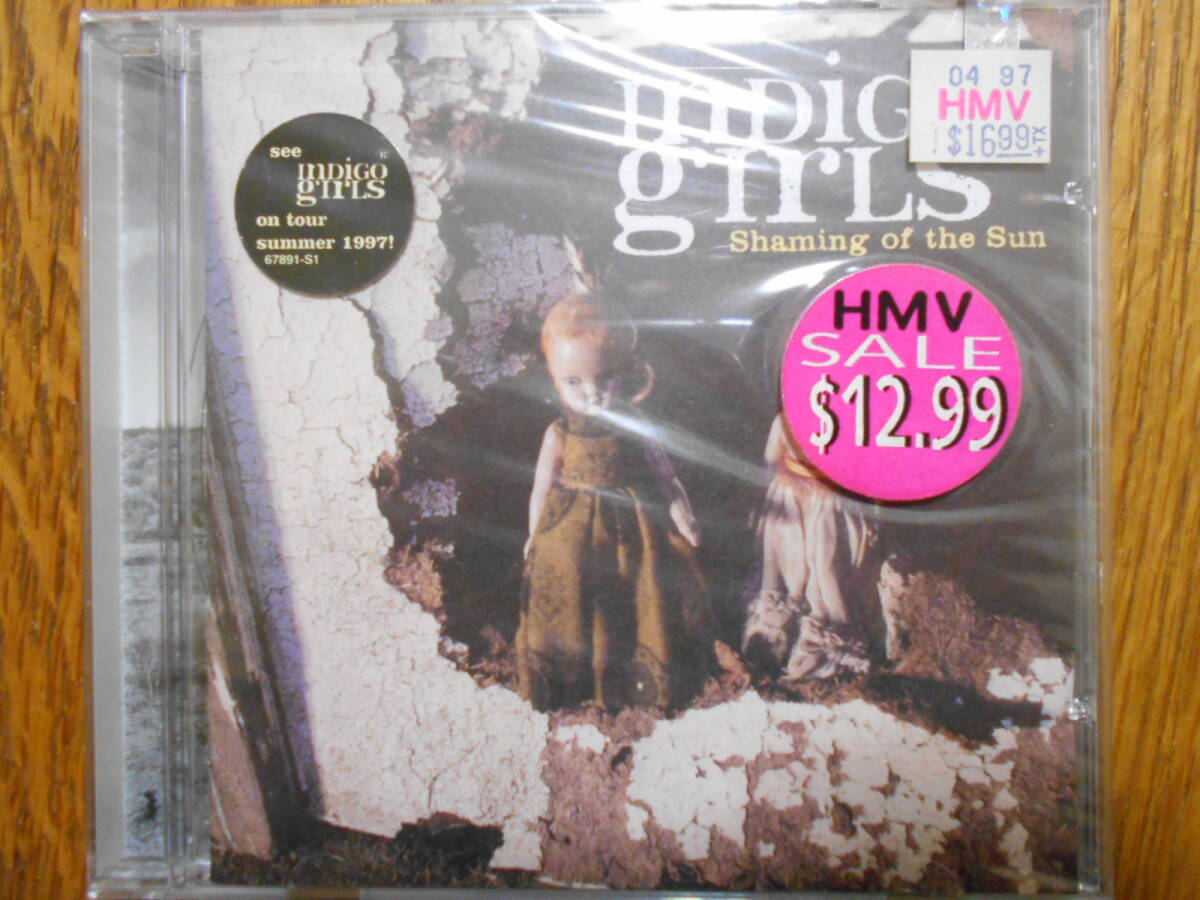 see
INDIGO
gIRLS
on tour
summer 1997!
67891-S1
INDIGO
gIRLS
Shaming of the Sun
04 97
HMV
$16.99
+TX
HMV
SALE
$12.99